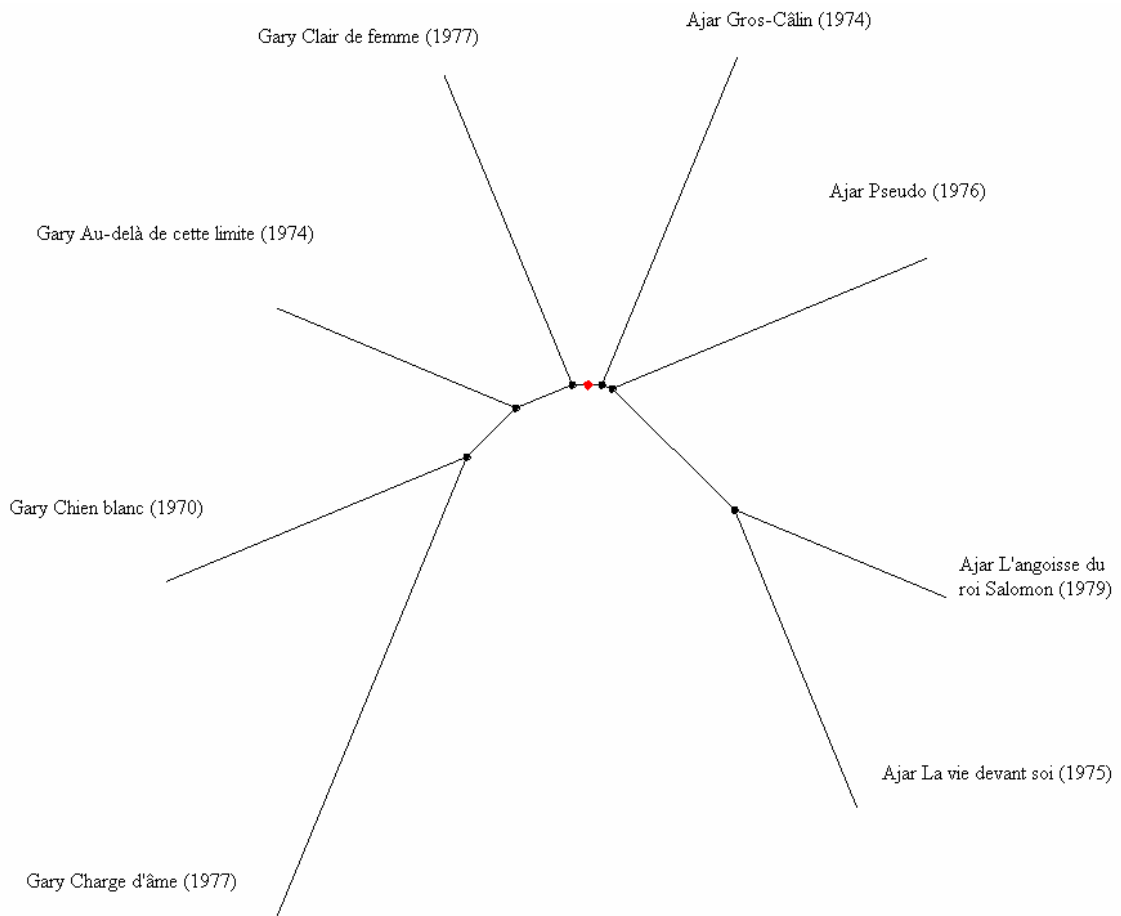 Ajar Gros-Câlin (1974)
Gary Clair de femme (1977)
Ajar Pseudo (1976)
Gary Au-delà de cette limite (1974)
Gary Chien blanc (1970)
Ajar L'angoisse du
roi Salomon (1979)
Ajar La vie devant soi (1975)
Gary Charge d'âme (1977)